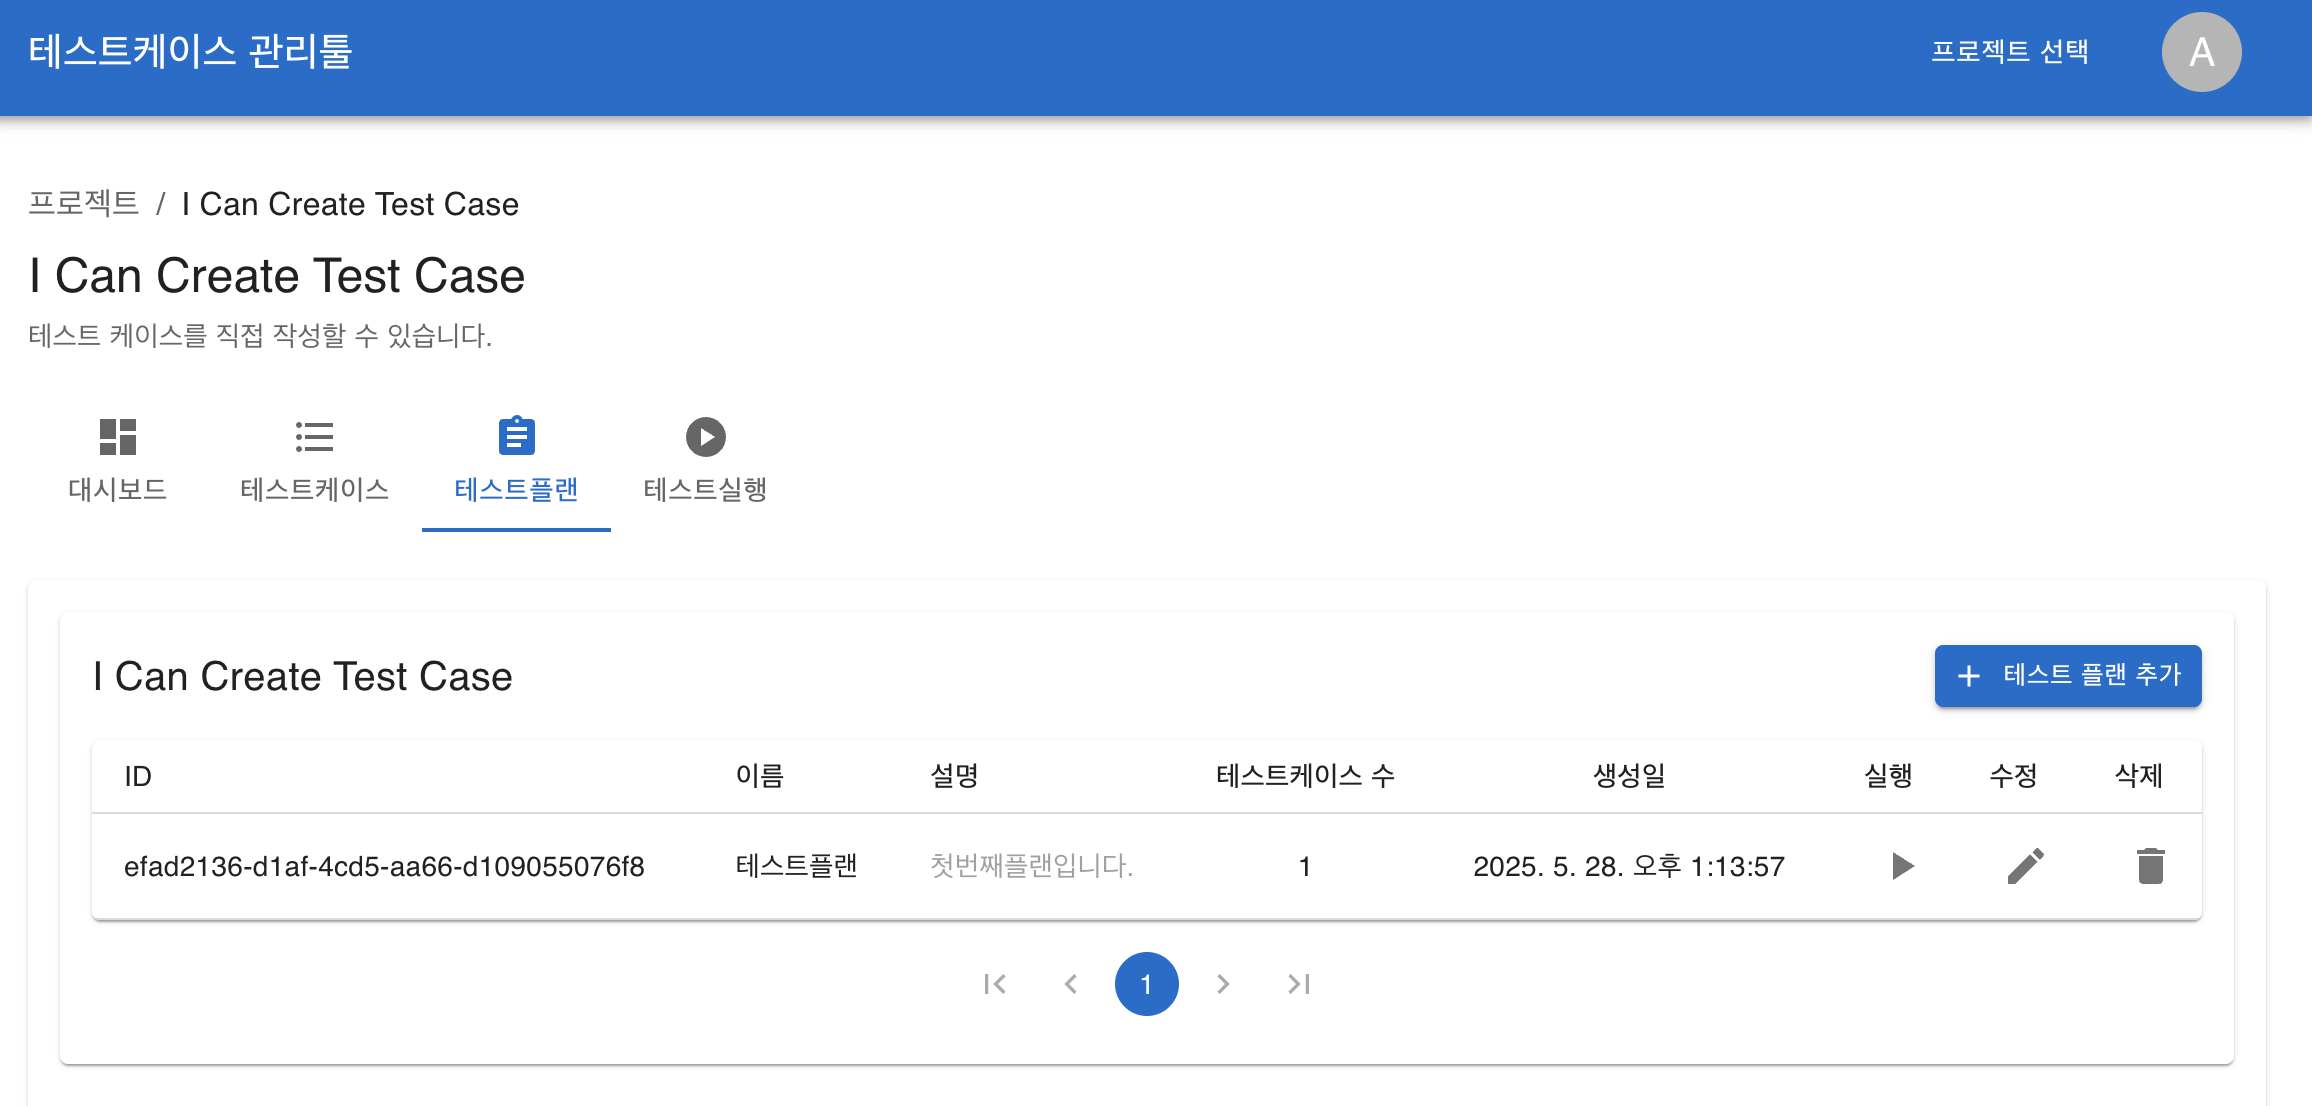 테스트케이스 관리툴
프로젝트 선택
A
프로젝트 / I Can Create Test Case
I Can Create Test Case
테스트 케이스를 직접 작성할 수 있습니다.
대시보드 테스트케이스 테스트플랜 테스트실행
I Can Create Test Case
+ 테스트 플랜 추가
ID 이름 설명 테스트케이스 수 생성일 실행 수정 삭제
efad2136-d1af-4cd5-aa66-d109055076f8 테스트플랜 첫번째플랜입니다. 1 2025. 5. 28. 오후 1:13:57
1